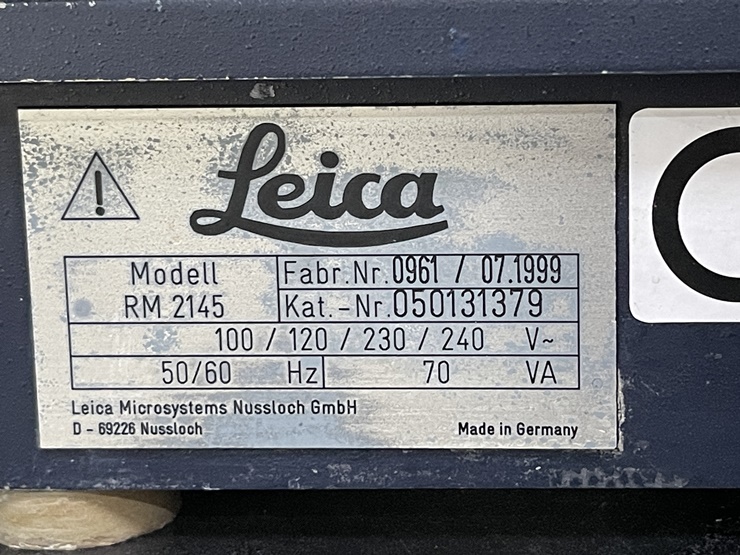 Leica
Modell Fabr.Nr. 0961 / 07.1999
RM 2145 Kat.-Nr. 050131379
100 / 120 / 230 / 240 V~
50/60 Hz 70 VA
Leica Microsystems Nussloch GmbH
D - 69226 Nussloch Made in Germany